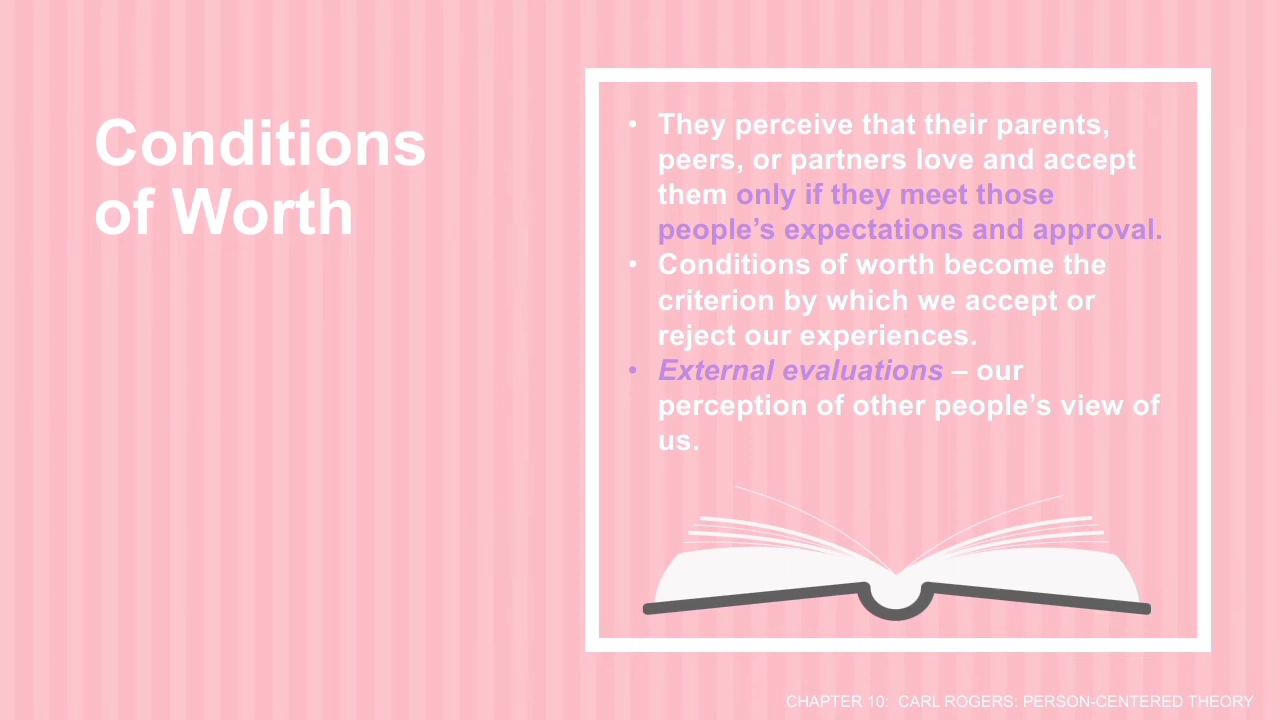 Conditions
of Worth
• They perceive that their parents,
peers, or partners love and accept
them only if they meet those
people’s expectations and approval.
• Conditions of worth become the
criterion by which we accept or
reject our experiences.
• External evaluations – our
perception of other people’s view of
us.
CHAPTER 10:  CARL ROGERS: PERSON-CENTERED THEORY